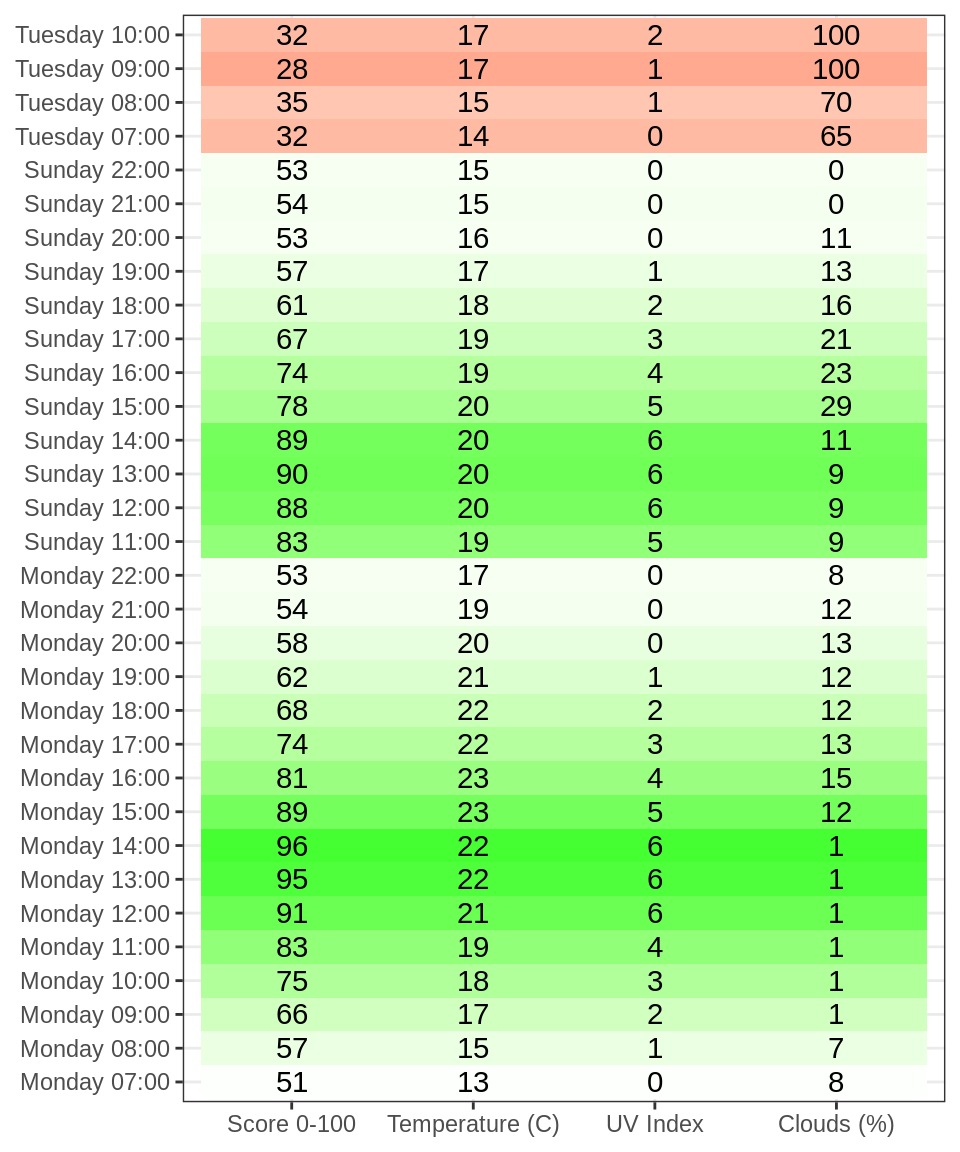 Tuesday 10:00 32 17 2 100
Tuesday 09:00 28 17 1 100
Tuesday 08:00 35 15 1 70
Tuesday 07:00 32 14 0 65
Sunday 22:00 53 15 0 0
Sunday 21:00 54 15 0 0
Sunday 20:00 53 16 0 11
Sunday 19:00 57 17 1 13
Sunday 18:00 61 18 2 16
Sunday 17:00 67 19 3 21
Sunday 16:00 74 19 4 23
Sunday 15:00 78 20 5 29
Sunday 14:00 89 20 6 11
Sunday 13:00 90 20 6 9
Sunday 12:00 88 20 6 9
Sunday 11:00 83 19 5 9
Monday 22:00 53 17 0 8
Monday 21:00 54 19 0 12
Monday 20:00 58 20 0 13
Monday 19:00 62 21 1 12
Monday 18:00 68 22 2 12
Monday 17:00 74 22 3 13
Monday 16:00 81 23 4 15
Monday 15:00 89 23 5 12
Monday 14:00 96 22 6 1
Monday 13:00 95 22 6 1
Monday 12:00 91 21 6 1
Monday 11:00 83 19 4 1
Monday 10:00 75 18 3 1
Monday 09:00 66 17 2 1
Monday 08:00 57 15 1 7
Monday 07:00 51 13 0 8
Score 0-100 Temperature (C) UV Index Clouds (%)